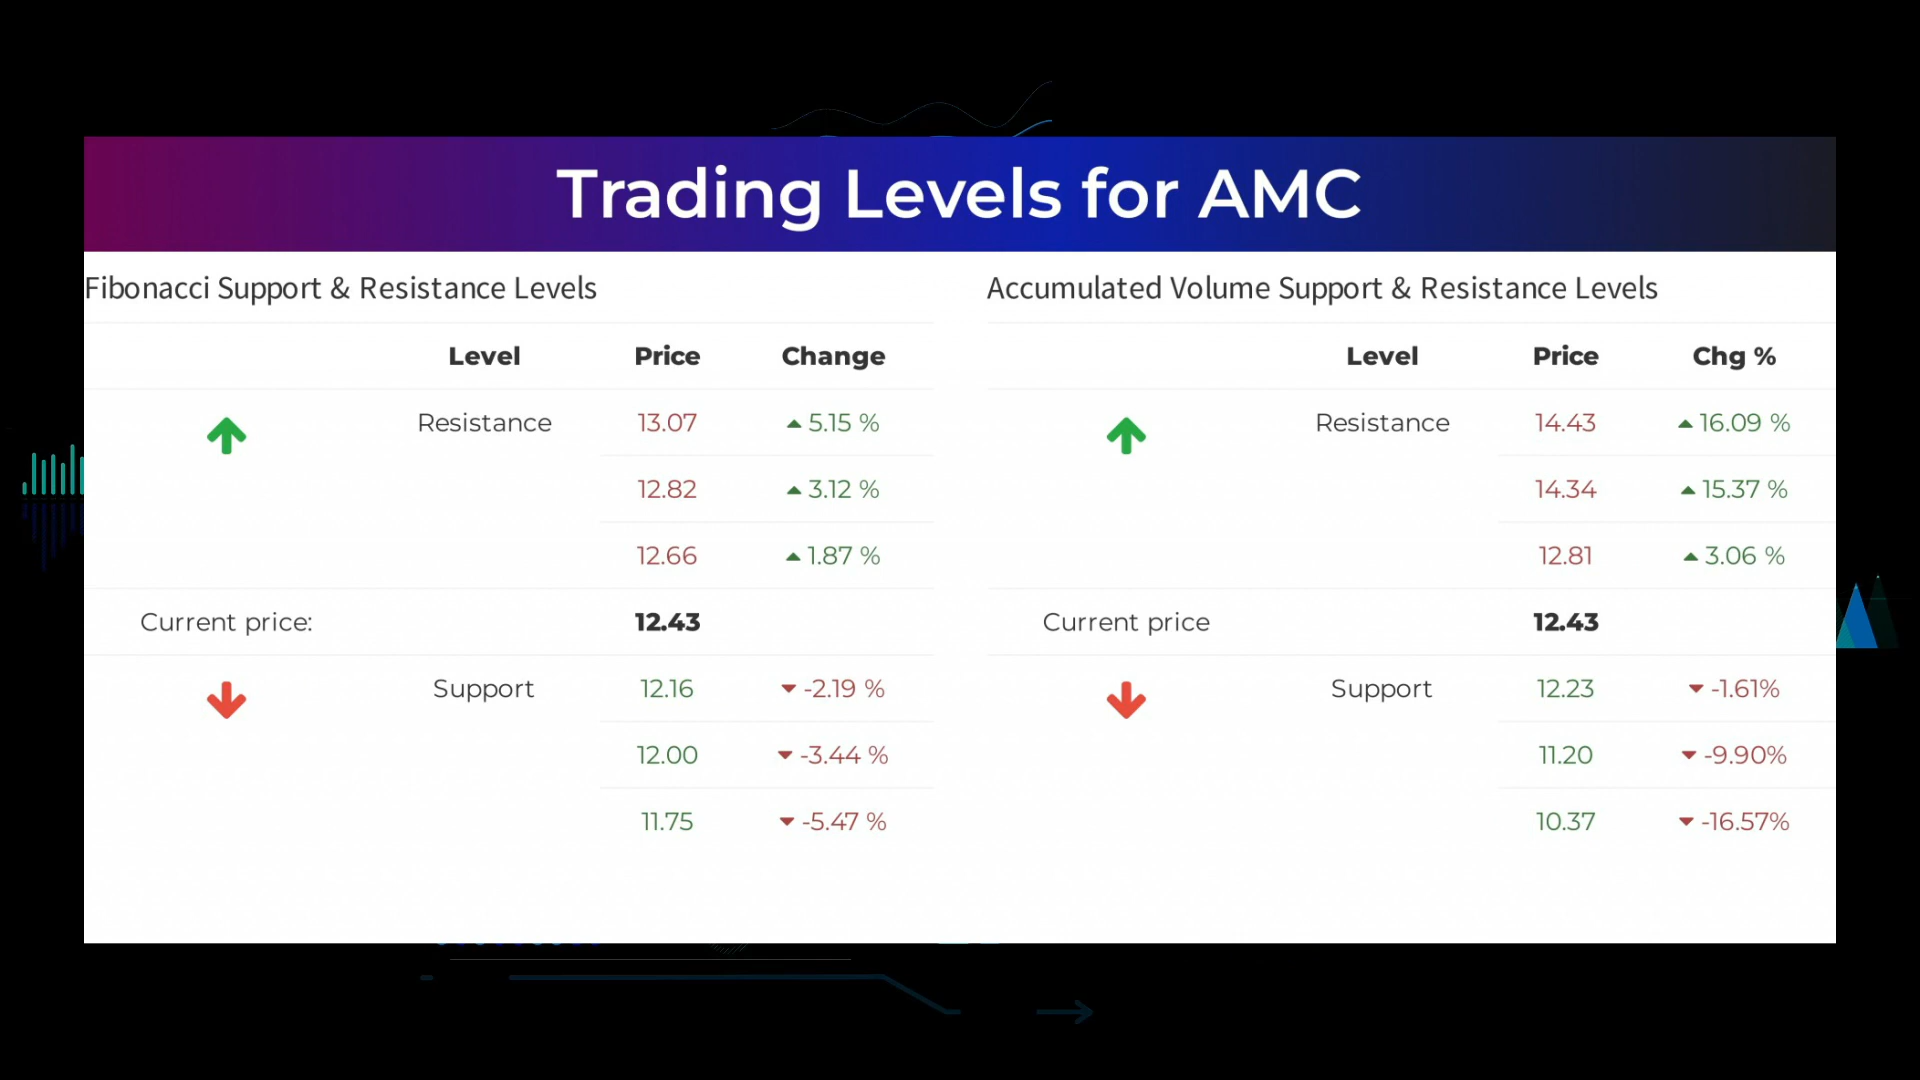 Trading Levels for AMC
Fibonacci Support & Resistance Levels
Level Price Change
Resistance 13.07 5.15 %
12.82 3.12 %
12.66 1.87 %
Current price: 12.43
Support 12.16 -2.19 %
12.00 -3.44 %
11.75 -5.47 %
Accumulated Volume Support & Resistance Levels
Level Price Chg %
Resistance 14.43 16.09 %
14.34 15.37 %
12.81 3.06 %
Current price 12.43
Support 12.23 -1.61%
11.20 -9.90%
10.37 -16.57%